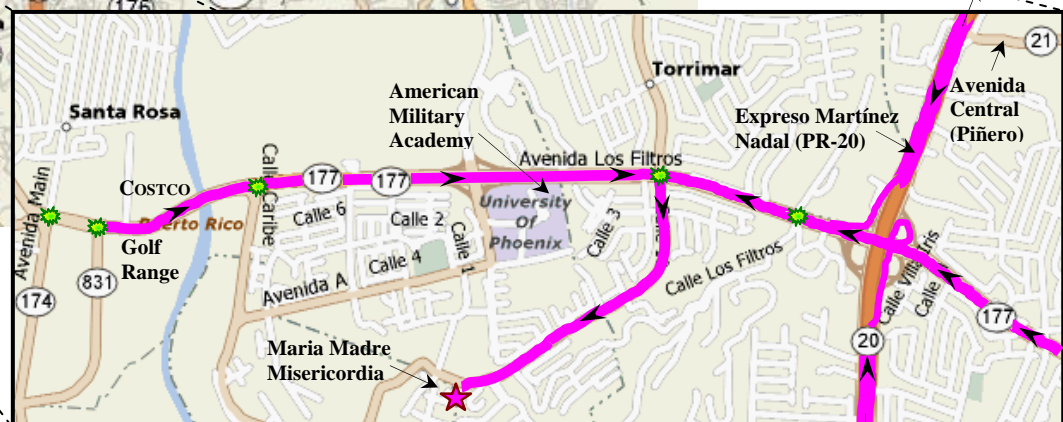 176
21
Torrimar
Avenida
Central
(Piñero)
American
Military
Academy
Santa Rosa
Expreso Martínez
Nadal (PR-20)
Avenida Los Filtros
Calle Caribe
177
177
COSTCO
Calle 6
Calle 2
University
Of
Phoenix
Calle 3
Avenida Main
Puerto Rico
Golf
Range
Calle 1
Calle 4
Calle Los Filtros
Calle Villa Iris
Calle
831
Avenida A
174
177
20
Maria Madre
Misericordia